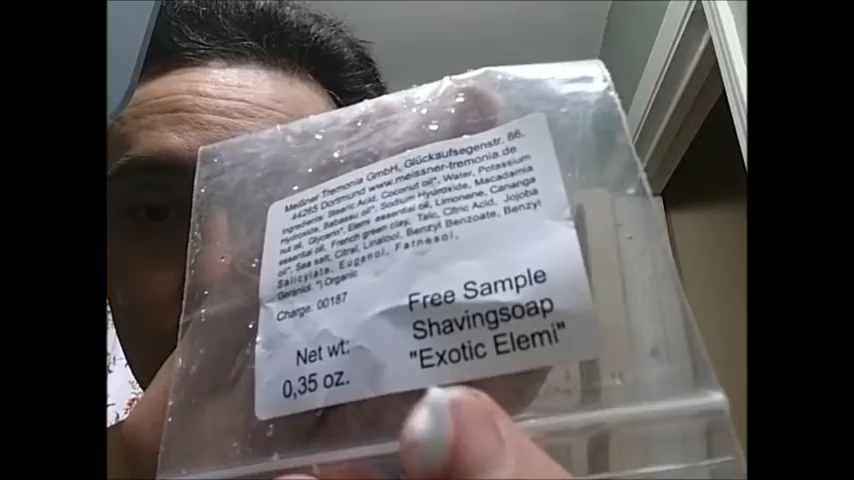 Meißner Tremonia GmbH, Glückaufsegenstr. 86,
44265 Dortmund www.meissner-tremonia.de
Ingredients: Stearic Acid, Coconut oil*, Water, Potassium
Hydroxide, Babassu oil*, Sodium Hydroxide, Macadamia
nut oil, Glycerin*, Elemi essential oil, Limonene, Cananga
essential oil, French green clay, Talc, Citric Acid, Jojoba
oil*, Sea salt, Citral, Linalool, Benzyl Benzoate, Benzyl
Salicylate, Eugenol, Farnesol,
Geraniol. *) Organic
Charge: 00187
Free Sample
Shavingsoap
"Exotic Elemi"
Net wt:
0,35 oz.